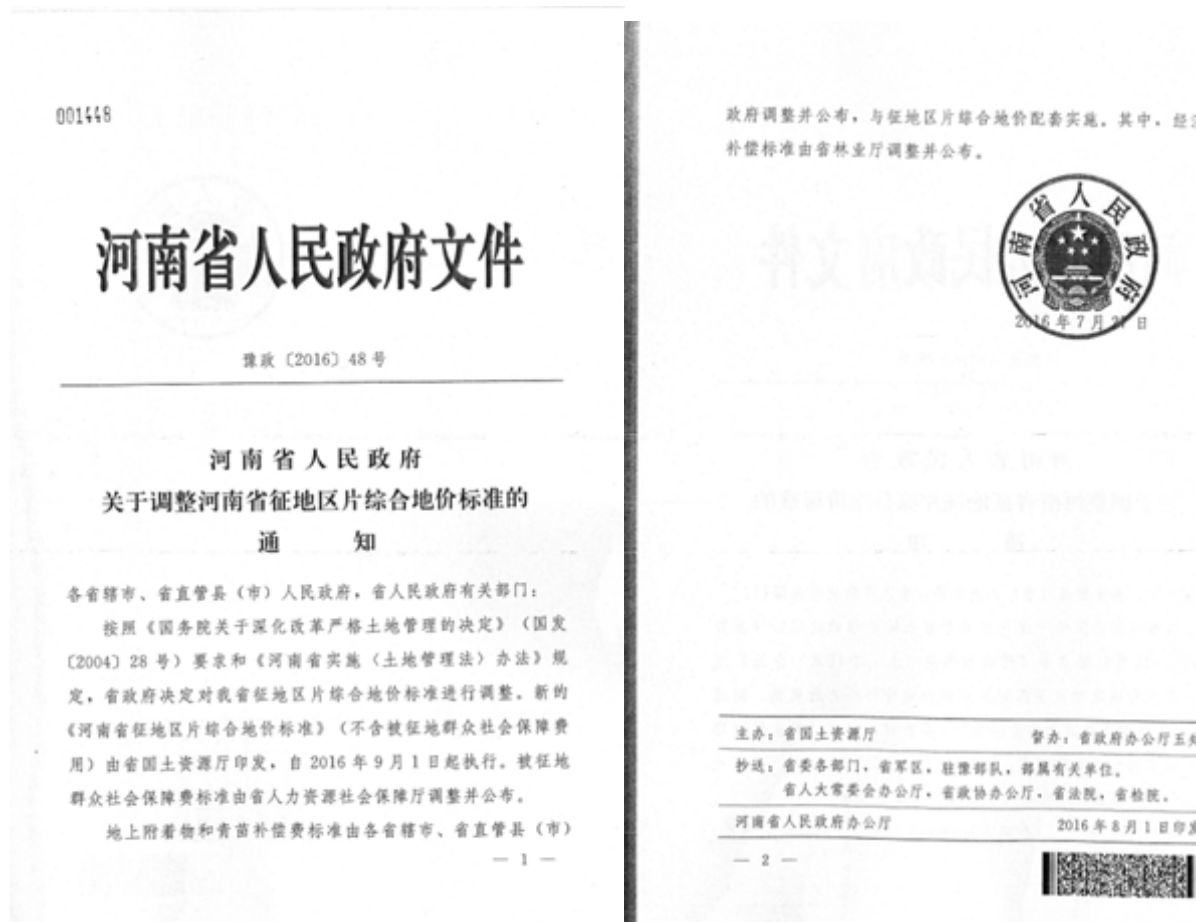 001448
河南省人民政府文件
豫政〔2016〕48号
河南省人民政府
关于调整河南省征地区片综合地价标准的
通 知
各省辖市、省直管县(市)人民政府,省人民政府有关部门:
按照《国务院关于深化改革严格土地管理的决定》(国发
〔2004〕28号)要求和《河南省实施〈土地管理法〉办法》规
定,省政府决定对我省征地区片综合地价标准进行调整。新的
《河南省征地区片综合地价标准》(不含被征地群众社会保障费
用)由省国土资源厅印发,自2016年9月1日起执行。被征地
群众社会保障费标准由省人力资源社会保障厅调整并公布。
地上附着物和青苗补偿费标准由各省辖市、省直管县(市)
— 1 —
政府调整并公布,与征地区片综合地价配套实施。其中,经
补偿标准由省林业厅调整并公布。
河南省人民政府
2016年7月27日
主办:省国土资源厅 督办:省政府办公厅五处
抄送:省委各部门,省军区,驻豫部队,部属有关单位。
省人大常委会办公厅,省政协办公厅,省法院,省检院。
河南省人民政府办公厅 2016年8月1日印发
— 2 —